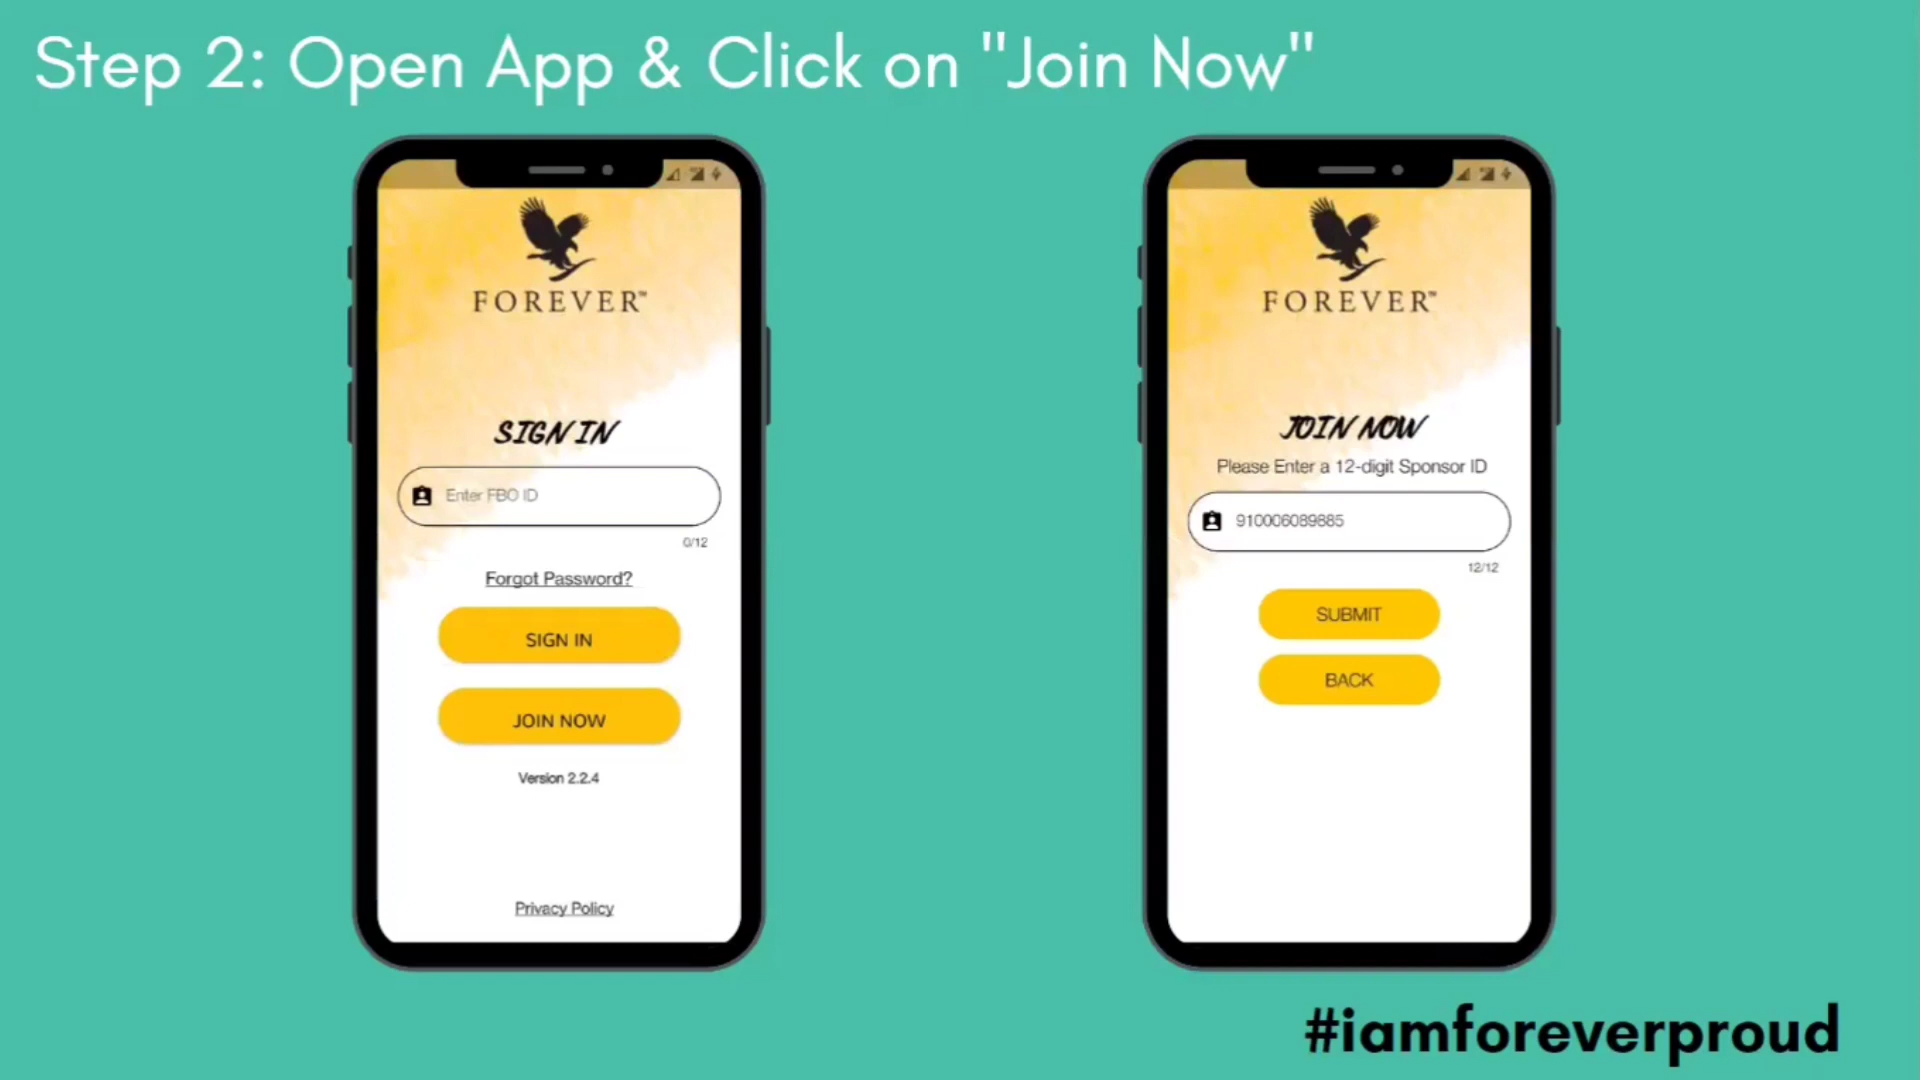 Step 2: Open App & Click on "Join Now"
FOREVER™
SIGN IN
Enter FBO ID
0/12
Forgot Password?
SIGN IN
JOIN NOW
Version 2.2.4
Privacy Policy
FOREVER™
JOIN NOW
Please Enter a 12-digit Sponsor ID
910006089885
12/12
SUBMIT
BACK
#iamforeverproud